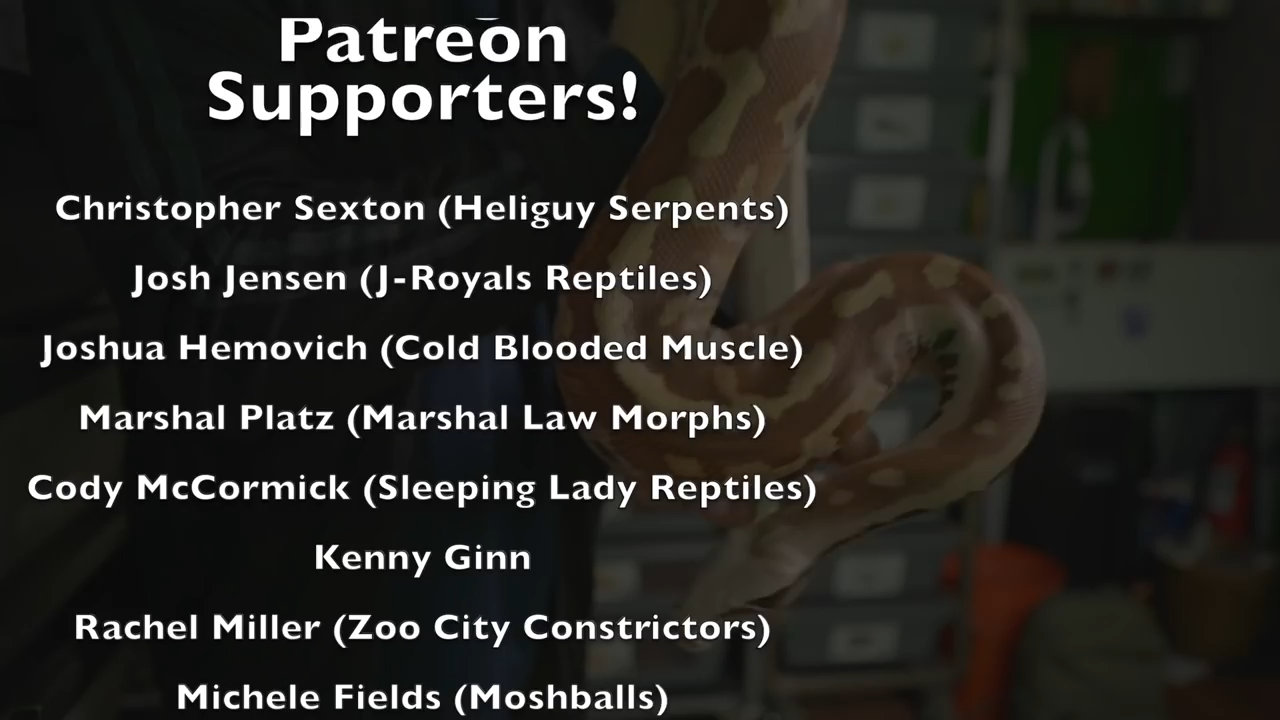 Patreon
Supporters!
Christopher Sexton (Heliguy Serpents)
Josh Jensen (J-Royals Reptiles)
Joshua Hemovich (Cold Blooded Muscle)
Marshal Platz (Marshal Law Morphs)
Cody McCormick (Sleeping Lady Reptiles)
Kenny Ginn
Rachel Miller (Zoo City Constrictors)
Michele Fields (Moshballs)